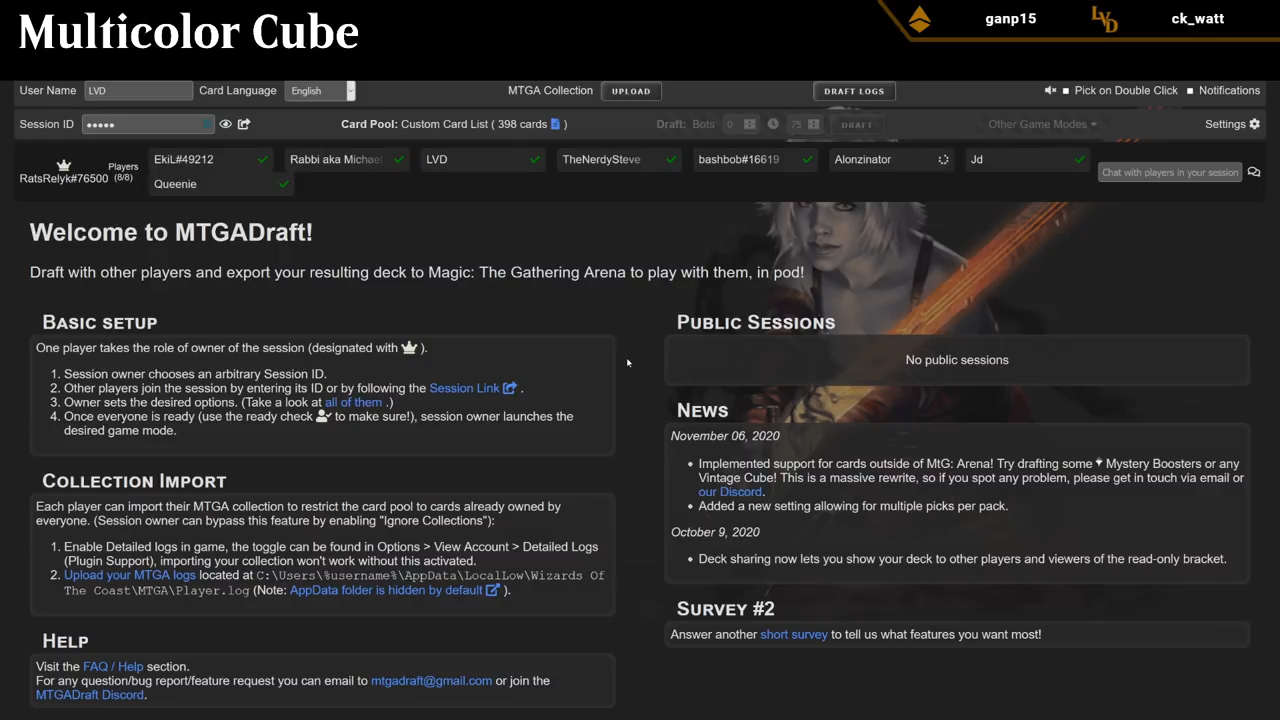 Multicolor Cube
ganp15
LVD
ck_watt
User Name LVD Card Language English MTGA Collection UPLOAD DRAFT LOGS Pick on Double Click Notifications
Session ID ••••• Card Pool: Custom Card List ( 398 cards ) Draft: Bots 0 75 DRAFT Other Game Modes Settings
RatsRelyk#76500 Players (8/8) EkiL#49212 Rabbi aka Michael LVD TheNerdySteve bashbob#16619 Alonzinator Jd Chat with players in your session
Queenie
Welcome to MTGADraft!
Draft with other players and export your resulting deck to Magic: The Gathering Arena to play with them, in pod!
Basic setup
One player takes the role of owner of the session (designated with ).
1. Session owner chooses an arbitrary Session ID.
2. Other players join the session by entering its ID or by following the Session Link .
3. Owner sets the desired options. (Take a look at all of them .)
4. Once everyone is ready (use the ready check to make sure!), session owner launches the
desired game mode.
Collection Import
Each player can import their MTGA collection to restrict the card pool to cards already owned by
everyone. (Session owner can bypass this feature by enabling "Ignore Collections"):
1. Enable Detailed logs in game, the toggle can be found in Options > View Account > Detailed Logs
(Plugin Support), importing your collection won't work without this activated.
2. Upload your MTGA logs located at C:\Users\%username%\AppData\LocalLow\Wizards Of
The Coast\MTGA\Player.log (Note: AppData folder is hidden by default ).
Help
Visit the FAQ / Help section.
For any question/bug report/feature request you can email to mtgadraft@gmail.com or join the
MTGADraft Discord.
Public Sessions
No public sessions
News
November 06, 2020
• Implemented support for cards outside of MtG: Arena! Try drafting some Mystery Boosters or any
Vintage Cube! This is a massive rewrite, so if you spot any problem, please get in touch via email or
our Discord.
• Added a new setting allowing for multiple picks per pack.
October 9, 2020
• Deck sharing now lets you show your deck to other players and viewers of the read-only bracket.
Survey #2
Answer another short survey to tell us what features you want most!